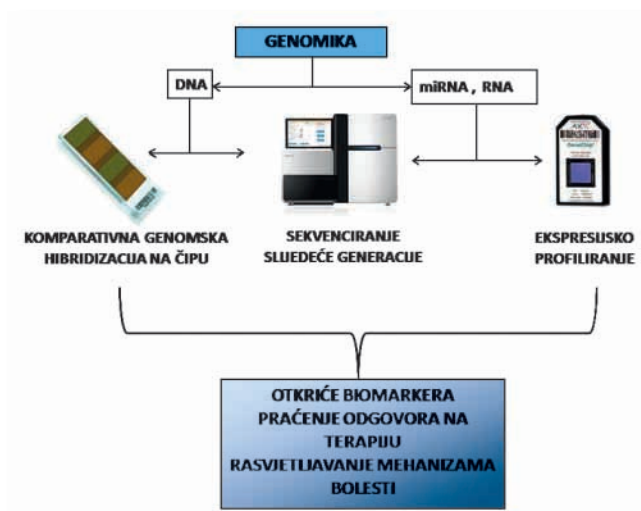 GENOMIKA
DNA
miRNA , RNA
KOMPARATIVNA GENOMSKA
HIBRIDIZACIJA NA ČIPU
SEKVENCIRANJE
SLIJEDEĆE GENERACIJE
EKSPRESIJSKO
PROFILIRANJE
OTKRIĆE BIOMARKERA
PRAĆENJE ODGOVORA NA
TERAPIJU
RASVJETLJAVANJE MEHANIZAMA
BOLESTI